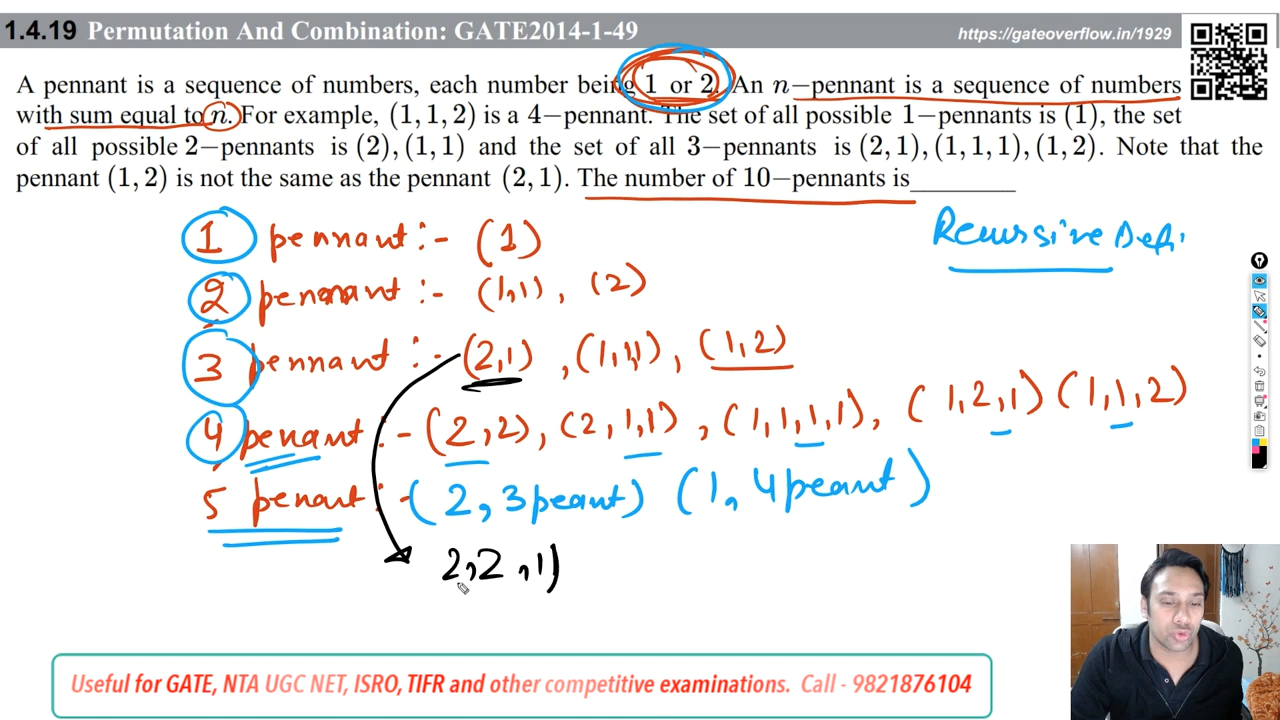 1.4.19 Permutation And Combination: GATE2014-1-49
https://gateoverflow.in/1929
A pennant is a sequence of numbers, each number being 1 or 2. An n−pennant is a sequence of numbers
with sum equal to n. For example, (1, 1, 2) is a 4−pennant. The set of all possible 1−pennants is (1), the set
of all possible 2−pennants is (2), (1, 1) and the set of all 3−pennants is (2, 1), (1, 1, 1), (1, 2). Note that the
pennant (1, 2) is not the same as the pennant (2, 1). The number of 10−pennants is________
Recursive Defi
1 pennant :- (1)
2 pennant :- (1,1), (2)
3 pennant :- (2,1), (1,1,1), (1,2)
4 penant :- (2,2), (2,1,1), (1,1,1,1), (1,2,1) (1,1,2)
5 penant :- (2, 3peant) (1, 4peant)
2,2,1)
Useful for GATE, NTA UGC NET, ISRO, TIFR and other competitive examinations. Call - 9821876104